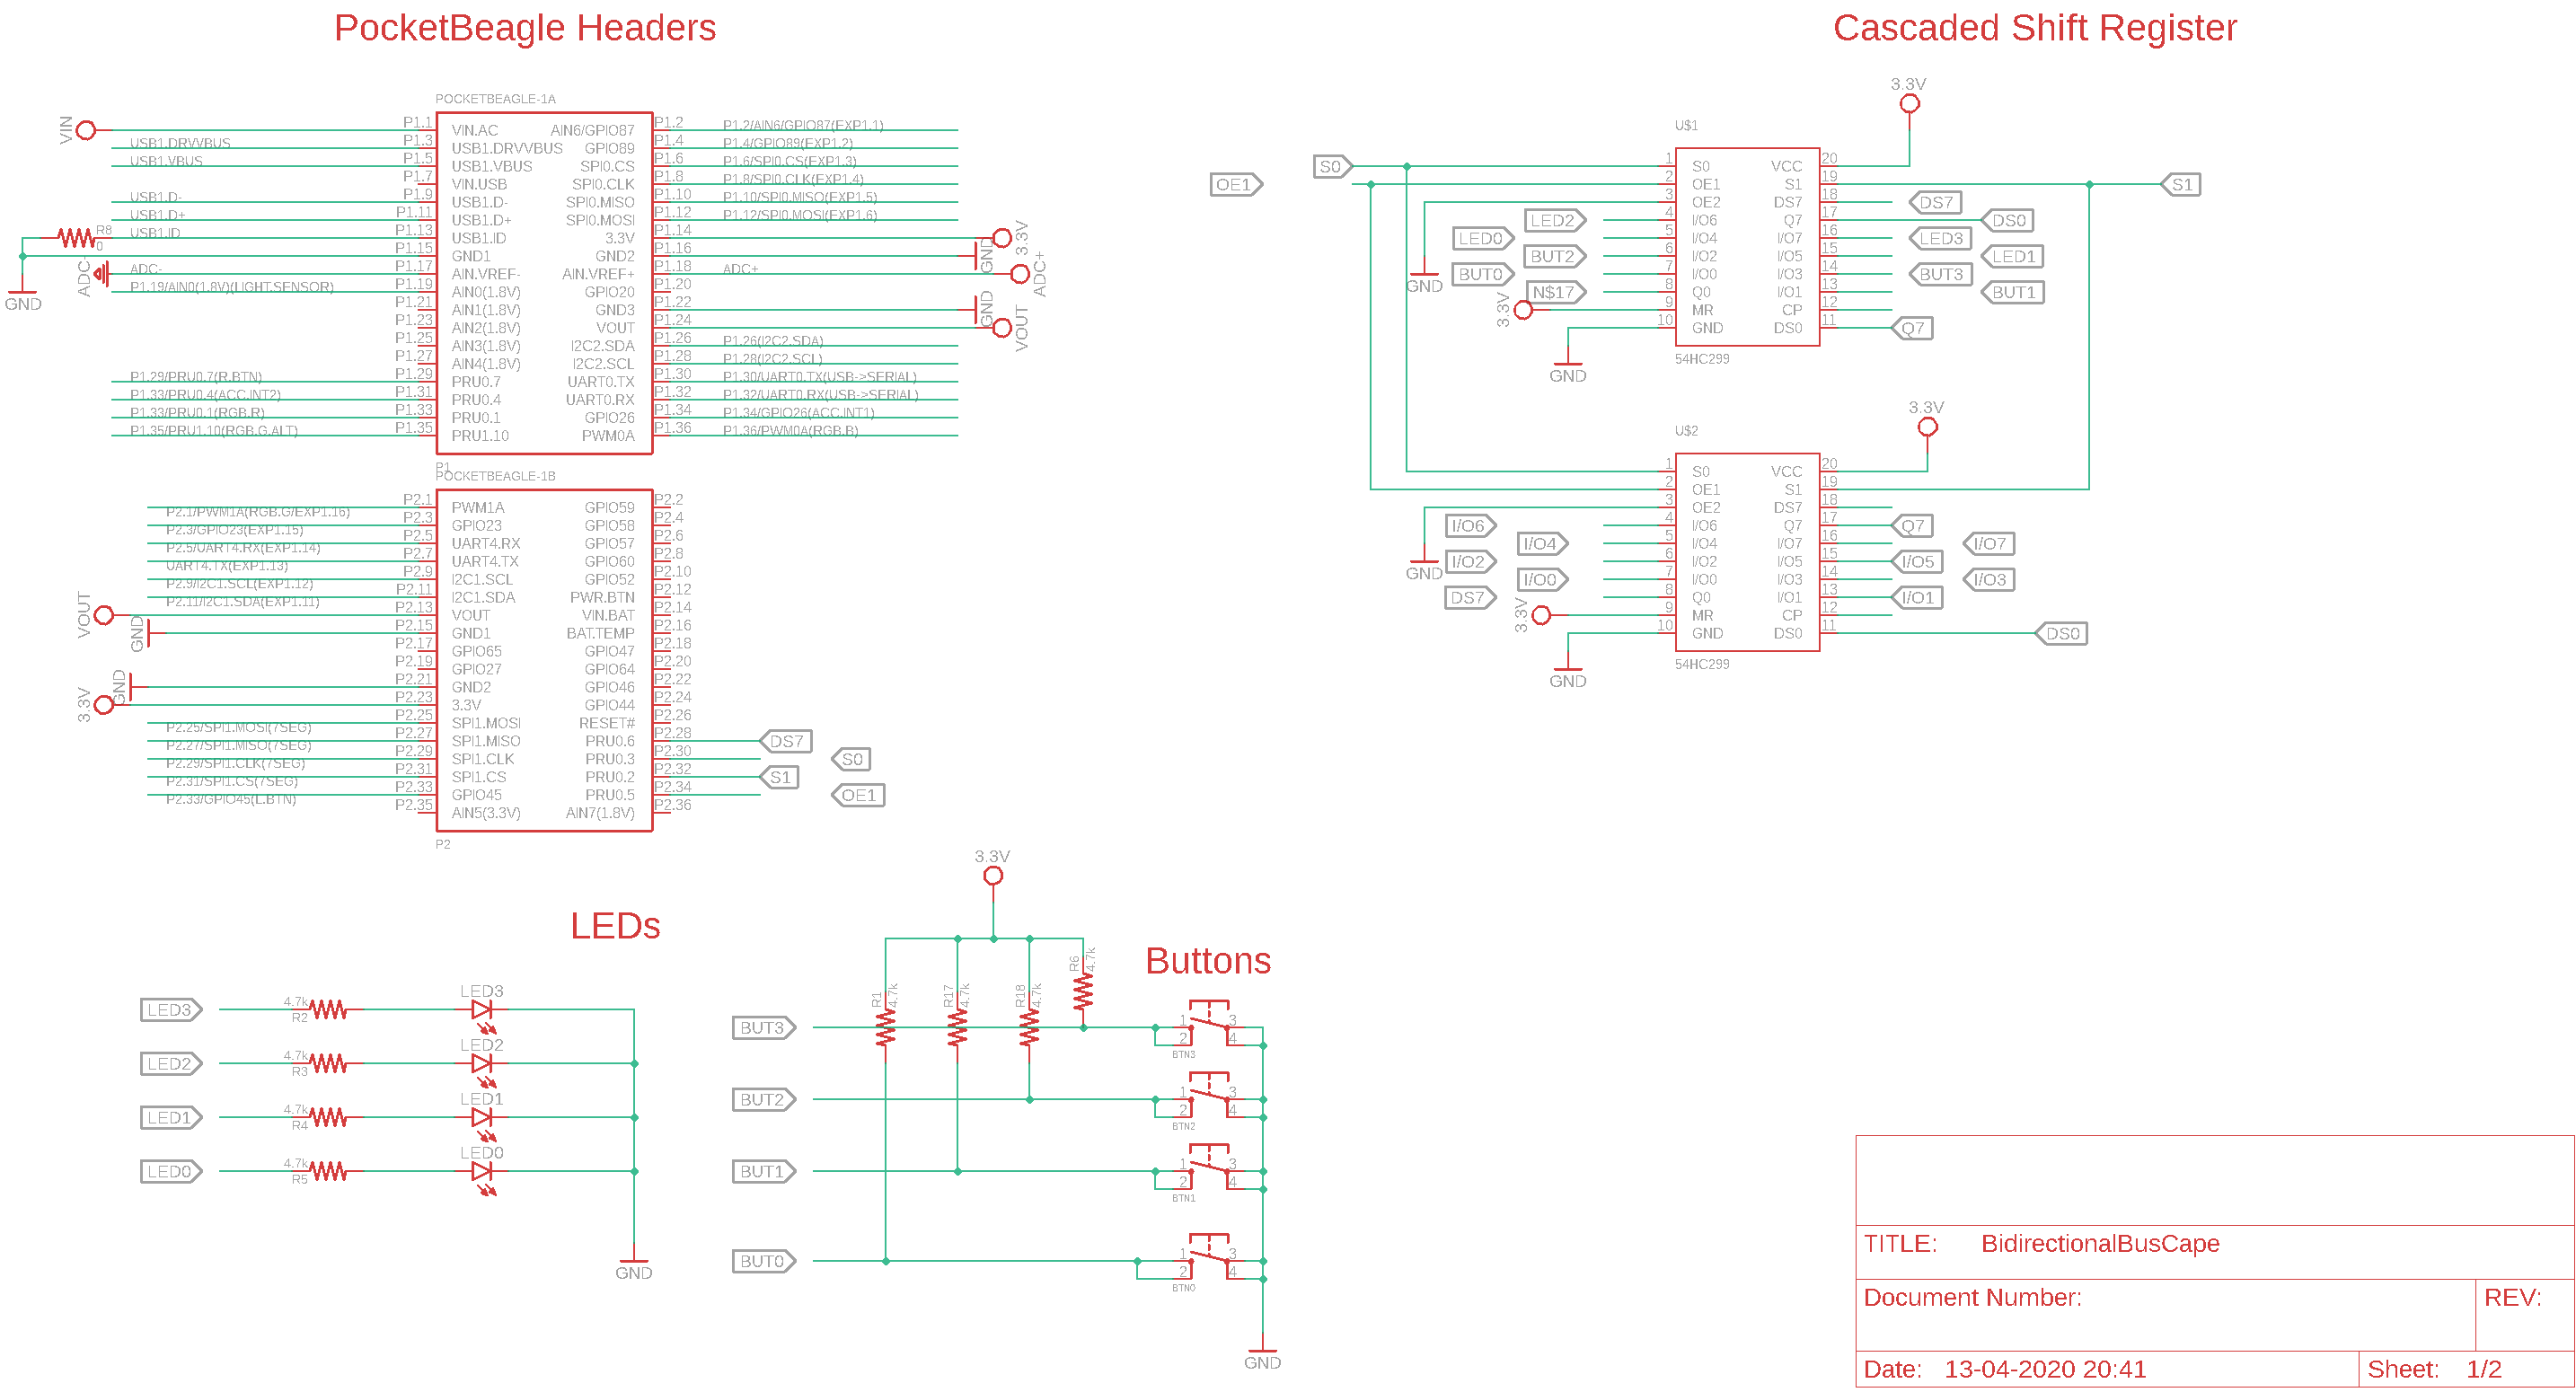 PocketBeagle Headers
Cascaded Shift Register
POCKETBEAGLE-1A
VIN
P1.1 VIN.AC AIN6/GPIO87 P1.2 P1.2/AIN6/GPIO87(EXP1.1)
USB1.DRVVBUS P1.3 USB1.DRVVBUS GPIO89 P1.4 P1.4/GPIO89(EXP1.2)
USB1.VBUS P1.5 USB1.VBUS SPI0.CS P1.6 P1.6/SPI0.CS(EXP1.3)
P1.7 VIN.USB SPI0.CLK P1.8 P1.8/SPI0.CLK(EXP1.4)
USB1.D- P1.9 USB1.D- SPI0.MISO P1.10 P1.10/SPI0.MISO(EXP1.5)
USB1.D+ P1.11 USB1.D+ SPI0.MOSI P1.12 P1.12/SPI0.MOSI(EXP1.6)
R8 0 USB1.ID P1.13 USB1.ID 3.3V P1.14 3.3V
GND P1.15 GND1 GND2 P1.16 GND
ADC- ADC- P1.17 AIN.VREF- AIN.VREF+ P1.18 ADC+ ADC+
P1.19/AIN0(1.8V)(LIGHT.SENSOR) P1.19 AIN0(1.8V) GPIO20 P1.20
P1.21 AIN1(1.8V) GND3 P1.22 GND
P1.23 AIN2(1.8V) VOUT P1.24 VOUT
P1.25 AIN3(1.8V) I2C2.SDA P1.26 P1.26(I2C2.SDA)
P1.27 AIN4(1.8V) I2C2.SCL P1.28 P1.28(I2C2.SCL)
P1.29/PRU0.7(R.BTN) P1.29 PRU0.7 UART0.TX P1.30 P1.30/UART0.TX(USB->SERIAL)
P1.33/PRU0.4(ACC.INT2) P1.31 PRU0.4 UART0.RX P1.32 P1.32/UART0.RX(USB->SERIAL)
P1.33/PRU0.1(RGB.R) P1.33 PRU0.1 GPIO26 P1.34 P1.34/GPIO26(ACC.INT1)
P1.35/PRU1.10(RGB.G.ALT) P1.35 PRU1.10 PWM0A P1.36 P1.36/PWM0A(RGB.B)
P1
POCKETBEAGLE-1B
P2.1/PWM1A(RGB.G/EXP1.16) P2.1 PWM1A GPIO59 P2.2
P2.3/GPIO23(EXP1.15) P2.3 GPIO23 GPIO58 P2.4
P2.5/UART4.RX(EXP1.14) P2.5 UART4.RX GPIO57 P2.6
UART4.TX(EXP1.13) P2.7 UART4.TX GPIO60 P2.8
P2.9/I2C1.SCL(EXP1.12) P2.9 I2C1.SCL GPIO52 P2.10
P2.11/I2C1.SDA(EXP1.11) P2.11 I2C1.SDA PWR.BTN P2.12
VOUT P2.13 VOUT VIN.BAT P2.14
GND P2.15 GND1 BAT.TEMP P2.16
P2.17 GPIO65 GPIO47 P2.18
P2.19 GPIO27 GPIO64 P2.20
GND P2.21 GND2 GPIO46 P2.22
3.3V P2.23 3.3V GPIO44 P2.24
P2.25/SPI1.MOSI(7SEG) P2.25 SPI1.MOSI RESET# P2.26
P2.27/SPI1.MISO(7SEG) P2.27 SPI1.MISO PRU0.6 P2.28 DS7
P2.29/SPI1.CLK(7SEG) P2.29 SPI1.CLK PRU0.3 P2.30 S0
P2.31/SPI1.CS(7SEG) P2.31 SPI1.CS PRU0.2 P2.32 S1
P2.33/GPIO45(L.BTN) P2.33 GPIO45 PRU0.5 P2.34 OE1
P2.35 AIN5(3.3V) AIN7(1.8V) P2.36
P2
3.3V
U$1
S0 1 S0 VCC 20
OE1 2 OE1 S1 19 S1
3 OE2 DS7 18 DS7
LED2 4 I/O6 Q7 17 DS0
LED0 5 I/O4 I/O7 16 LED3
BUT2 6 I/O2 I/O5 15 LED1
GND BUT0 7 I/O0 I/O3 14 BUT3
N$17 8 Q0 I/O1 13 BUT1
3.3V 9 MR CP 12
10 GND DS0 11 Q7
54HC299
GND
3.3V
U$2
1 S0 VCC 20
2 OE1 S1 19
3 OE2 DS7 18
I/O6 4 I/O6 Q7 17 Q7
I/O4 5 I/O4 I/O7 16 I/O7
GND I/O2 6 I/O2 I/O5 15 I/O5
I/O0 7 I/O0 I/O3 14 I/O3
DS7 8 Q0 I/O1 13 I/O1
3.3V 9 MR CP 12
10 GND DS0 11 DS0
54HC299
GND
LEDs
LED3 4.7k R2 LED3
LED2 4.7k R3 LED2
LED1 4.7k R4 LED1
LED0 4.7k R5 LED0
GND
3.3V
Buttons
R1 4.7k R17 4.7k R18 4.7k R6 4.7k
BUT3 1 2 3 4 BTN3
BUT2 1 2 3 4 BTN2
BUT1 1 2 3 4 BTN1
BUT0 1 2 3 4 BTN0
GND
TITLE: BidirectionalBusCape
Document Number:
REV:
Date: 13-04-2020 20:41
Sheet: 1/2